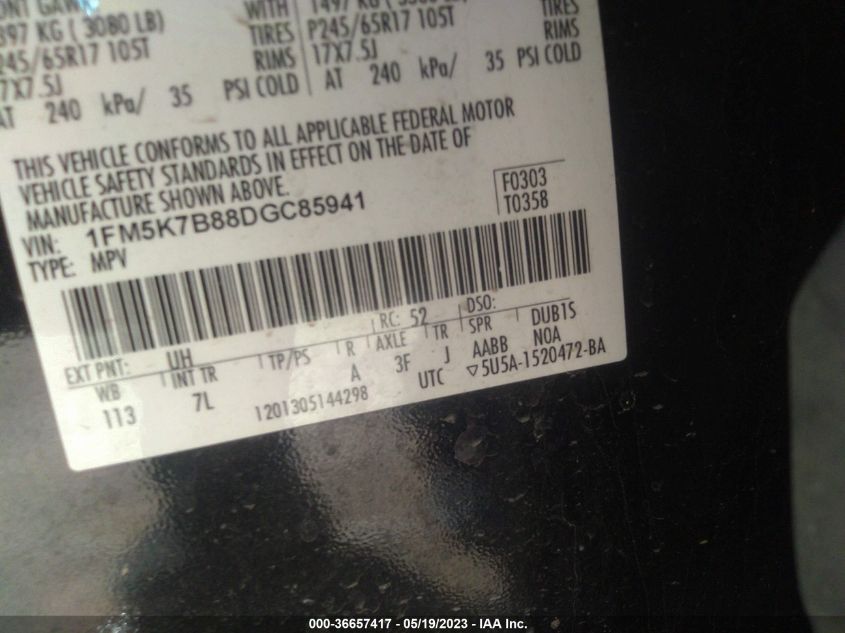 WITH
397 KG ( 3080 LB) TIRES P245/65R17 105T TIRES
245/65R17 105T RIMS 17X7.5J RIMS
17X7.5J AT 240 kPa/ 35 PSI COLD
AT 240 kPa/ 35 PSI COLD
THIS VEHICLE CONFORMS TO ALL APPLICABLE FEDERAL MOTOR
VEHICLE SAFETY STANDARDS IN EFFECT ON THE DATE OF
MANUFACTURE SHOWN ABOVE.
VIN: 1FM5K7B88DGC85941 F0303
TYPE: MPV T0358
EXT PNT: UH RC: 52 DSO:
WB INT TR TP/PS R AXLE TR SPR DUB1S
113 7L A 3F J AABB NOA
1201305144298 UTC ▽5U5A-1520472-BA
000-36657417 - 05/19/2023 - IAA Inc.